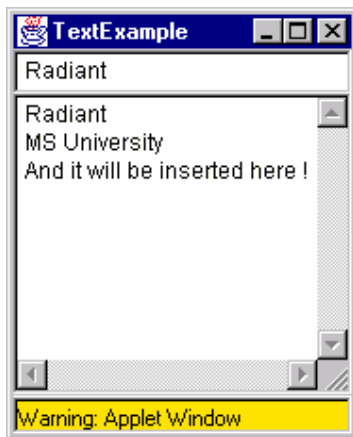 TextExample
Radiant
Radiant
MS University
And it will be inserted here !
Warning: Applet Window